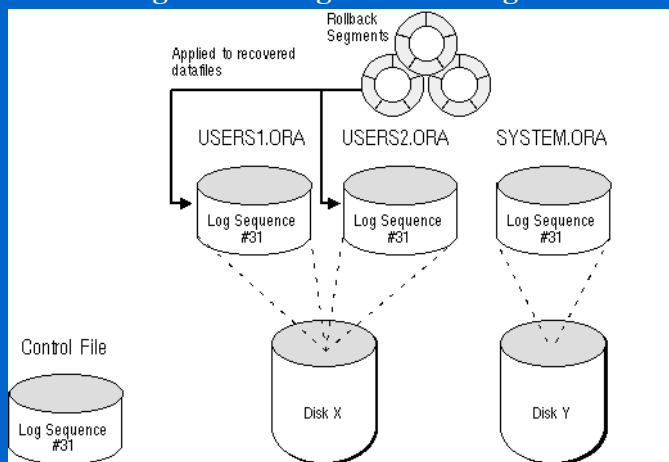 Rollback
Segments
Applied to recovered
datafiles
USERS1.ORA
USERS2.ORA
SYSTEM.ORA
Log Sequence
#31
Log Sequence
#31
Log Sequence
#31
Control File
Log Sequence
#31
Disk X
Disk Y